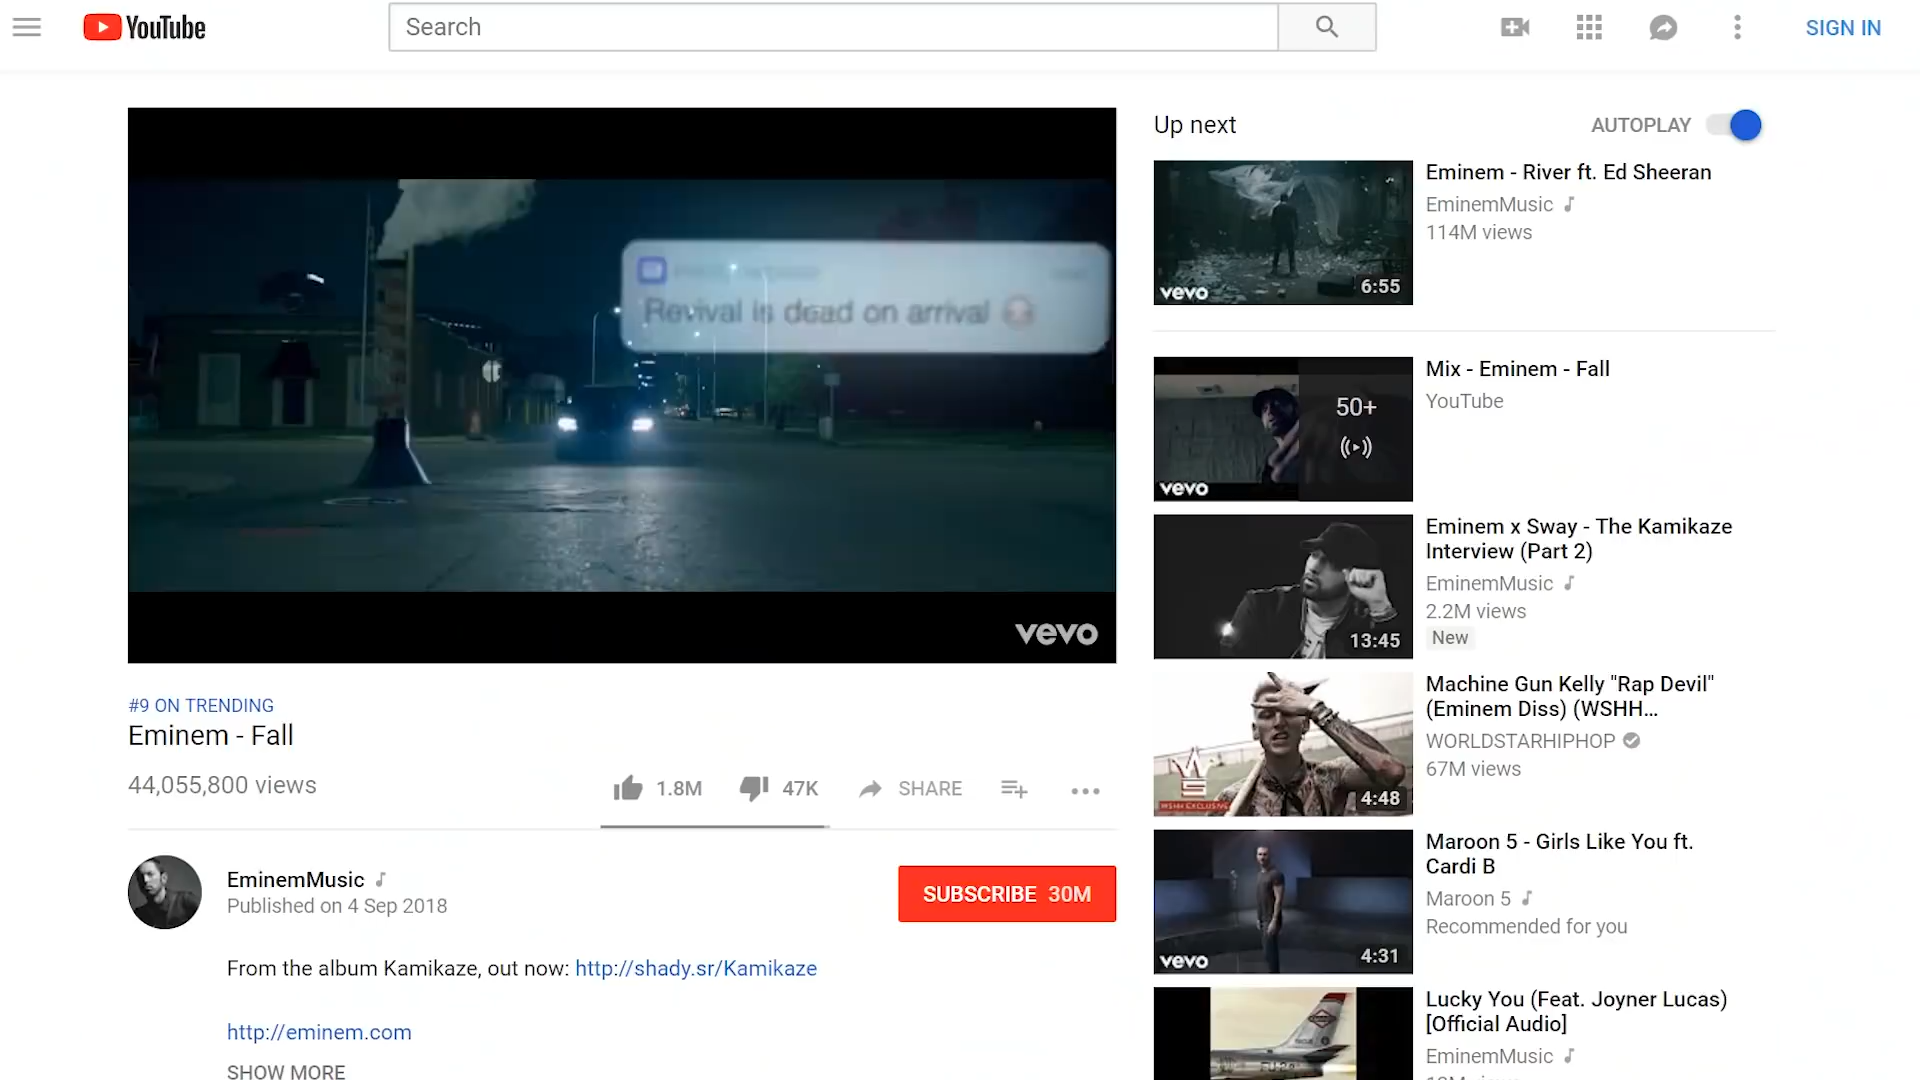 YouTube
Search
SIGN IN
Revival is dead on arrival
vevo
#9 ON TRENDING
Eminem - Fall
44,055,800 views
1.8M
47K
SHARE
EminemMusic
Published on 4 Sep 2018
SUBSCRIBE 30M
From the album Kamikaze, out now: http://shady.sr/Kamikaze
http://eminem.com
SHOW MORE
Up next
AUTOPLAY
vevo
6:55
Eminem - River ft. Ed Sheeran
EminemMusic
114M views
50+
vevo
Mix - Eminem - Fall
YouTube
13:45
Eminem x Sway - The Kamikaze
Interview (Part 2)
EminemMusic
2.2M views
New
WSHH EXCLUSIVE
4:48
Machine Gun Kelly "Rap Devil"
(Eminem Diss) (WSHH...
WORLDSTARHIPHOP
67M views
vevo
4:31
Maroon 5 - Girls Like You ft.
Cardi B
Maroon 5
Recommended for you
Lucky You (Feat. Joyner Lucas)
[Official Audio]
EminemMusic